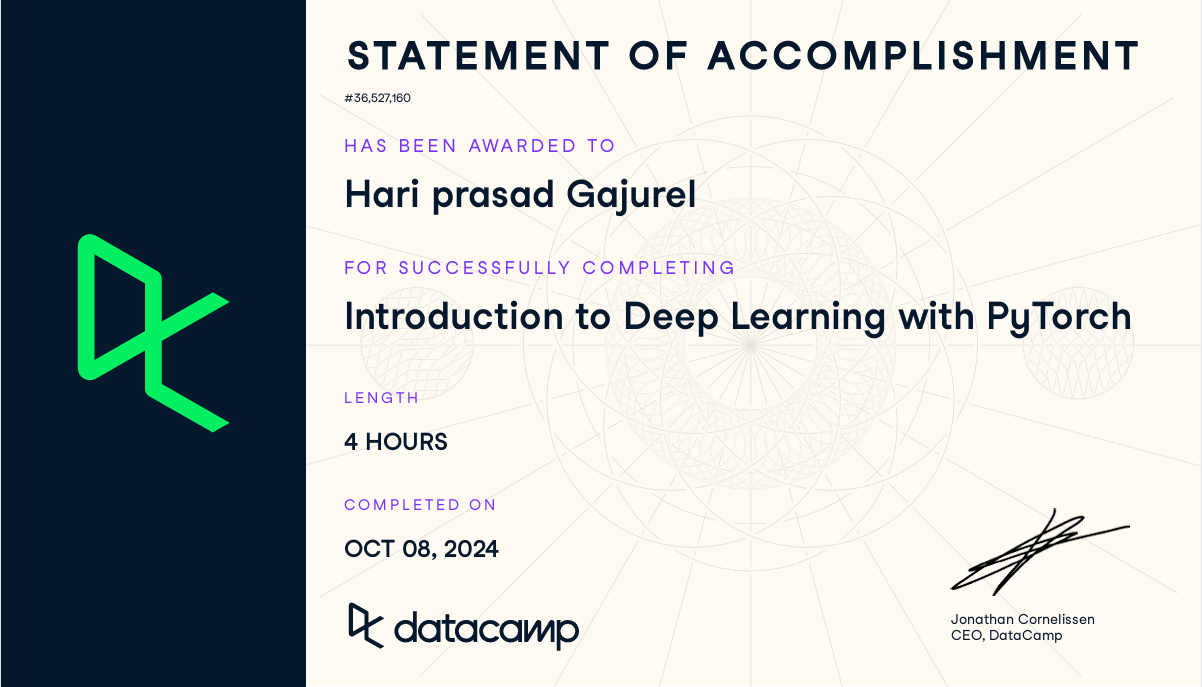 STATEMENT OF ACCOMPLISHMENT
#36,527,160
HAS BEEN AWARDED TO
Hari prasad Gajurel
FOR SUCCESSFULLY COMPLETING
Introduction to Deep Learning with PyTorch
LENGTH
4 HOURS
COMPLETED ON
OCT 08, 2024
datacamp
Jonathan Cornelissen
CEO, DataCamp